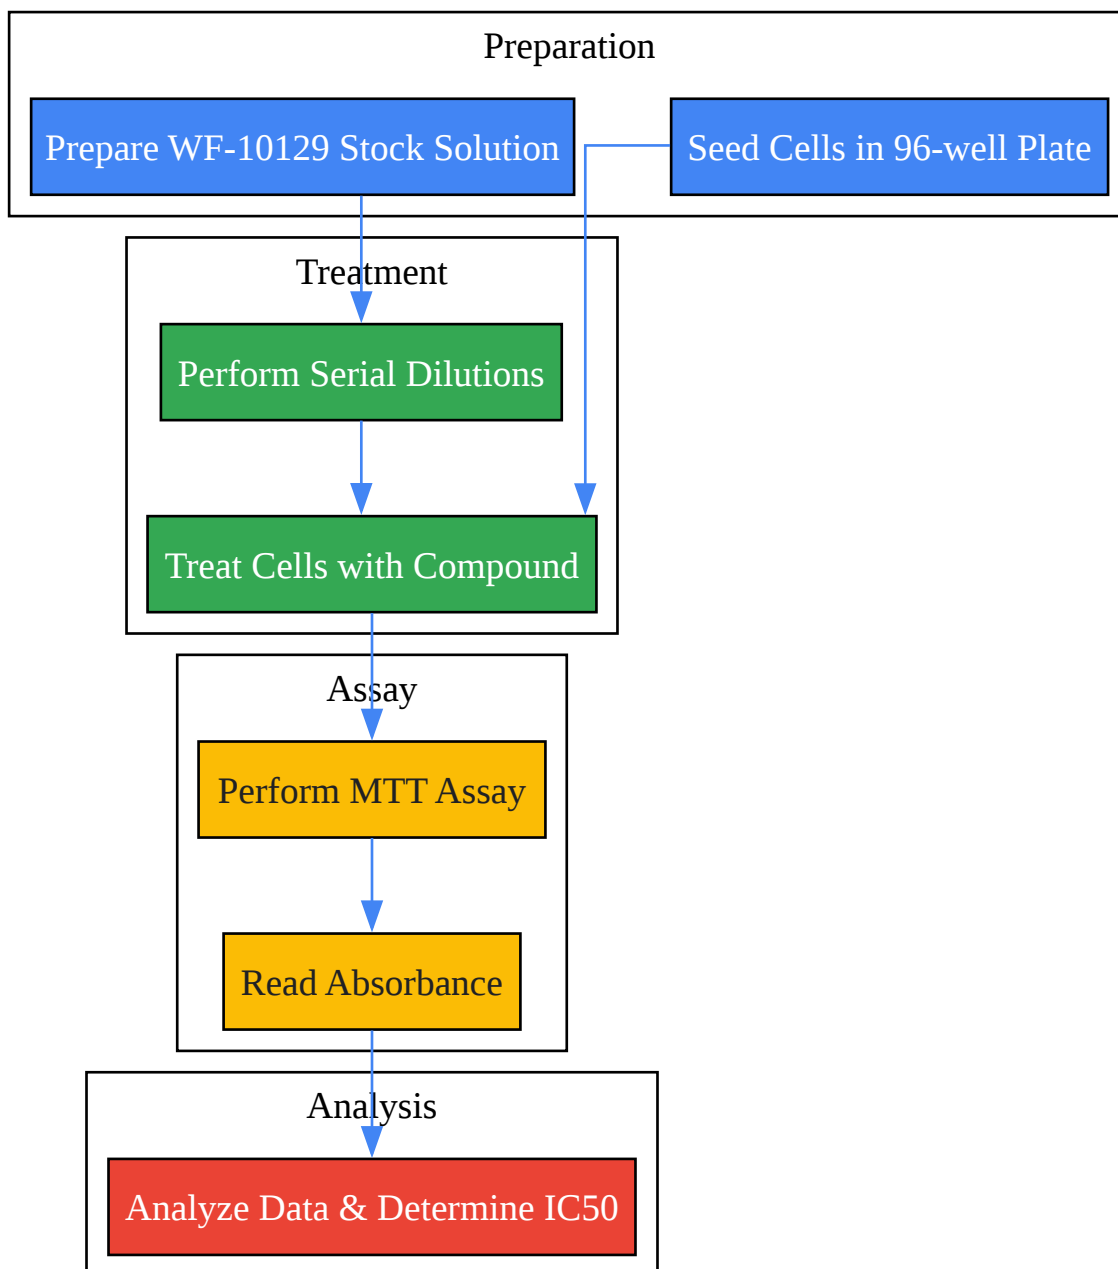 Preparation
Prepare WF-10129 Stock Solution
Seed Cells in 96-well Plate
Treatment
Perform Serial Dilutions
Treat Cells with Compound
Assay
Perform MTT Assay
Read Absorbance
Analysis
Analyze Data & Determine IC50